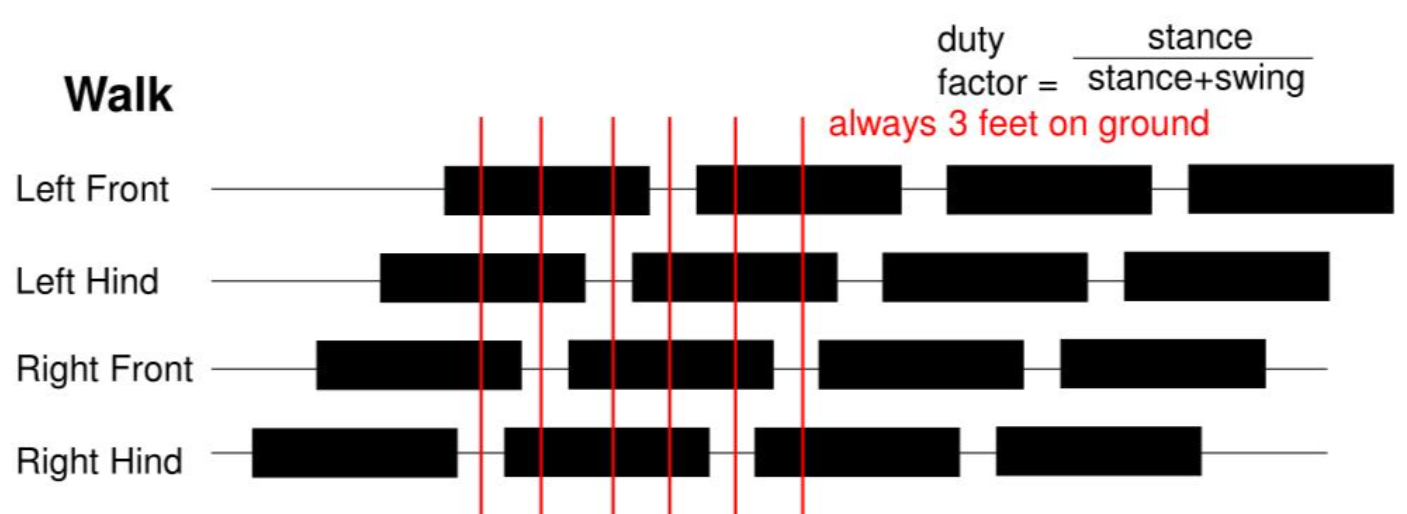 duty
factor =
stance
stance+swing
Walk
always 3 feet on ground
Left Front
Left Hind
Right Front
Right Hind